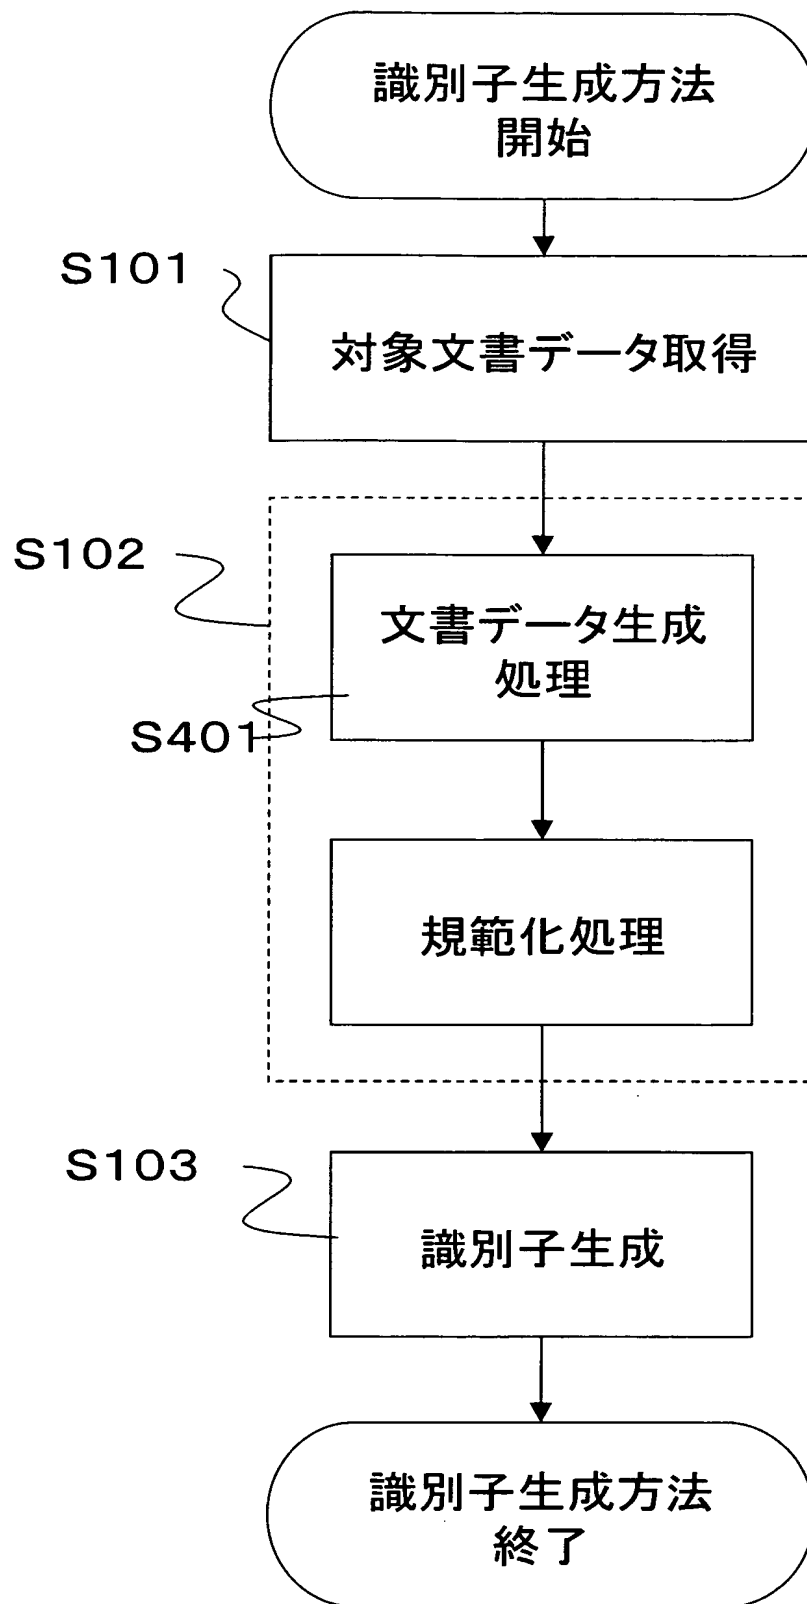 識別子生成方法
開始
S101
対象文書データ取得
S102
文書データ生成
処理
S401
規範化処理
S103
識別子生成
識別子生成方法
終了